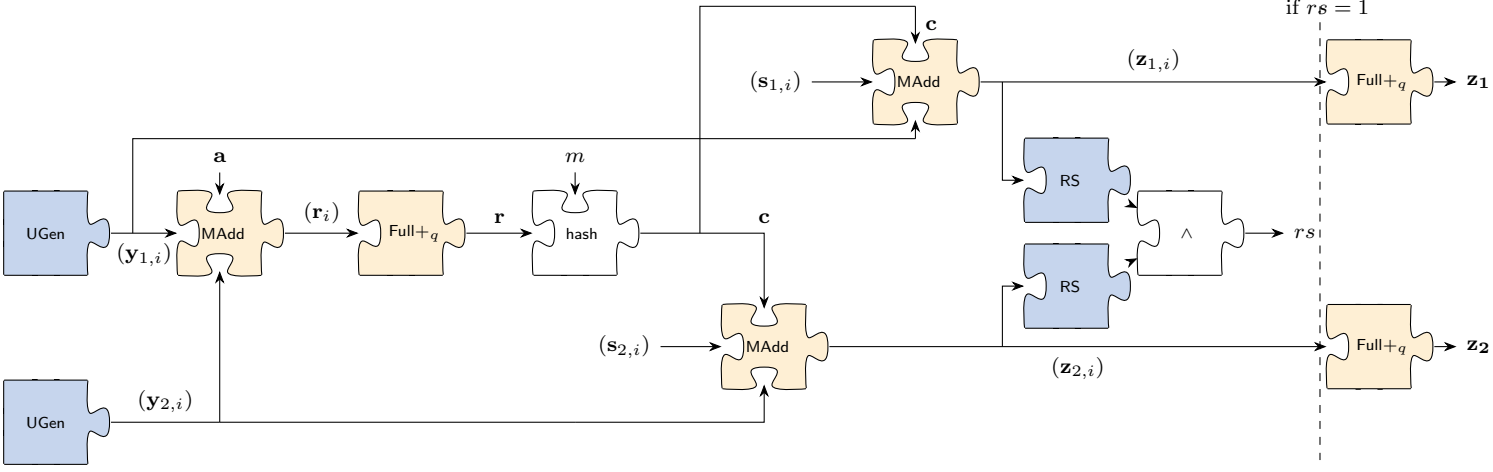 if rs = 1
c
(s₁,ᵢ)
MAdd
(z₁,ᵢ)
Full+q
z₁
a
m
RS
UGen
(y₁,ᵢ)
MAdd
(rᵢ)
Full+q
r
hash
c
∧
rs
RS
(s₂,ᵢ)
MAdd
(z₂,ᵢ)
Full+q
z₂
UGen
(y₂,ᵢ)